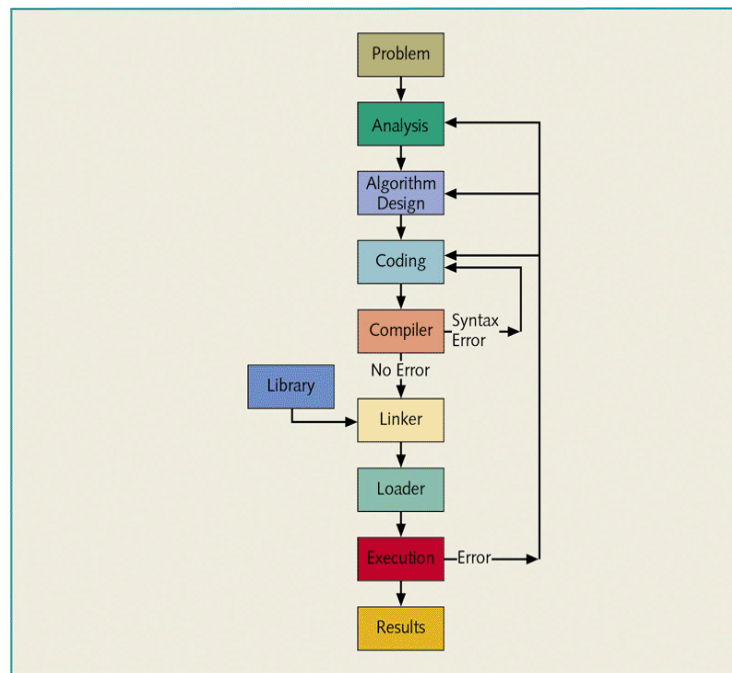 Problem
Analysis
Algorithm
Design
Coding
Compiler
Syntax
Error
No Error
Library
Linker
Loader
Execution
Error
Results